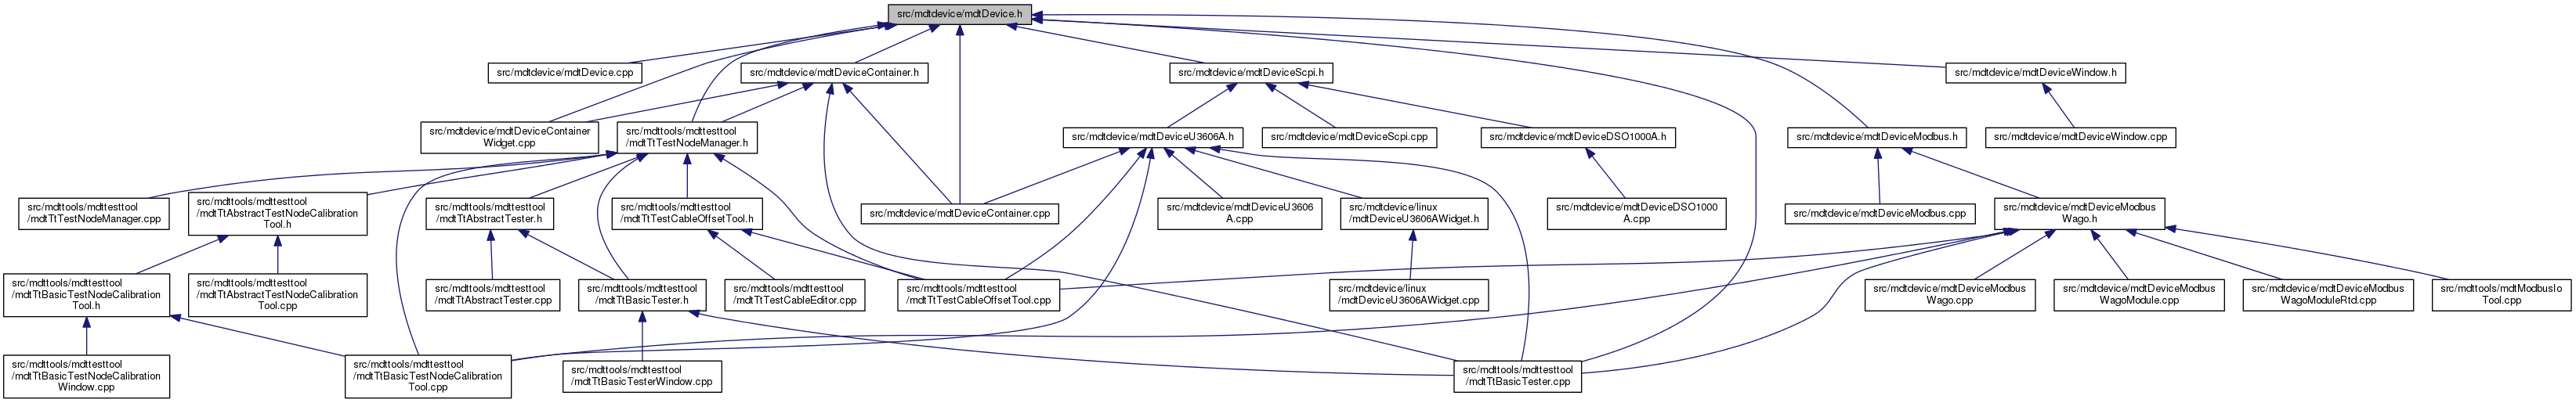 src/mdtdevice/mdtDevice.h
src/mdtdevice/mdtDevice.cpp
src/mdtdevice/mdtDeviceContainer.h
src/mdtdevice/mdtDeviceScpi.h
src/mdtdevice/mdtDeviceWindow.h
src/mdtdevice/mdtDeviceContainer
Widget.cpp
src/mdttools/mdttesttool
/mdtTtTestNodeManager.h
src/mdtdevice/mdtDeviceU3606A.h
src/mdtdevice/mdtDeviceScpi.cpp
src/mdtdevice/mdtDeviceDSO1000A.h
src/mdtdevice/mdtDeviceModbus.h
src/mdtdevice/mdtDeviceWindow.cpp
src/mdttools/mdttesttool
/mdtTtTestNodeManager.cpp
src/mdttools/mdttesttool
/mdtTtAbstractTestNodeCalibration
Tool.h
src/mdttools/mdttesttool
/mdtTtAbstractTester.h
src/mdttools/mdttesttool
/mdtTtTestCableOffsetTool.h
src/mdtdevice/mdtDeviceContainer.cpp
src/mdtdevice/mdtDeviceU3606
A.cpp
src/mdtdevice/linux
/mdtDeviceU3606AWidget.h
src/mdtdevice/mdtDeviceDSO1000
A.cpp
src/mdtdevice/mdtDeviceModbus.cpp
src/mdtdevice/mdtDeviceModbus
Wago.h
src/mdttools/mdttesttool
/mdtTtBasicTestNodeCalibration
Tool.h
src/mdttools/mdttesttool
/mdtTtAbstractTestNodeCalibration
Tool.cpp
src/mdttools/mdttesttool
/mdtTtAbstractTester.cpp
src/mdttools/mdttesttool
/mdtTtBasicTester.h
src/mdttools/mdttesttool
/mdtTtTestCableEditor.cpp
src/mdttools/mdttesttool
/mdtTtTestCableOffsetTool.cpp
src/mdtdevice/linux
/mdtDeviceU3606AWidget.cpp
src/mdtdevice/mdtDeviceModbus
Wago.cpp
src/mdtdevice/mdtDeviceModbus
WagoModule.cpp
src/mdtdevice/mdtDeviceModbus
WagoModuleRtd.cpp
src/mdttools/mdtModbusIo
Tool.cpp
src/mdttools/mdttesttool
/mdtTtBasicTestNodeCalibration
Window.cpp
src/mdttools/mdttesttool
/mdtTtBasicTestNodeCalibration
Tool.cpp
src/mdttools/mdttesttool
/mdtTtBasicTesterWindow.cpp
src/mdttools/mdttesttool
/mdtTtBasicTester.cpp